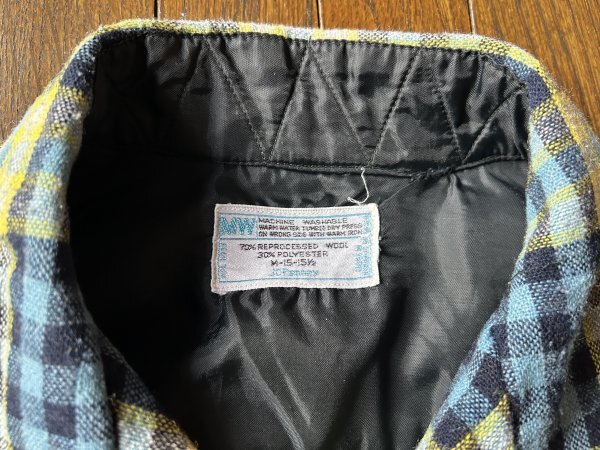 MW MACHINE WASHABLE
WARM WATER TUMBLE DRY PRESS
ON WRONG SIDE WITH WARM IRON
70% REPROCESSED WOOL
30% POLYESTER
M-15-15½
JCPenney